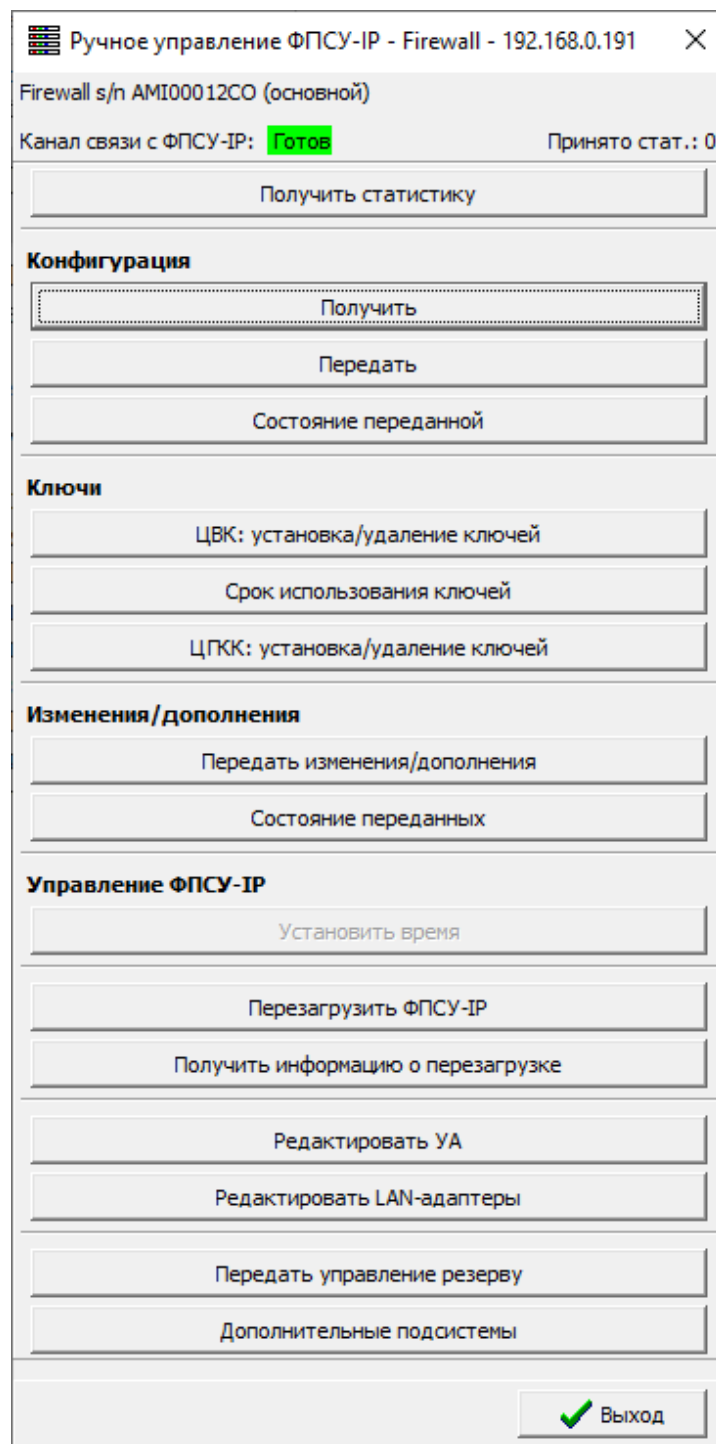 Ручное управление ФПСУ-IP - Firewall - 192.168.0.191
Firewall s/n AMI00012CO (основной)
Канал связи с ФПСУ-IP: Готов Принято стат.: 0
Получить статистику
Конфигурация
Получить
Передать
Состояние переданной
Ключи
ЦВК: установка/удаление ключей
Срок использования ключей
ЦГКК: установка/удаление ключей
Изменения/дополнения
Передать изменения/дополнения
Состояние переданных
Управление ФПСУ-IP
Установить время
Перезагрузить ФПСУ-IP
Получить информацию о перезагрузке
Редактировать УА
Редактировать LAN-адаптеры
Передать управление резерву
Дополнительные подсистемы
Выход